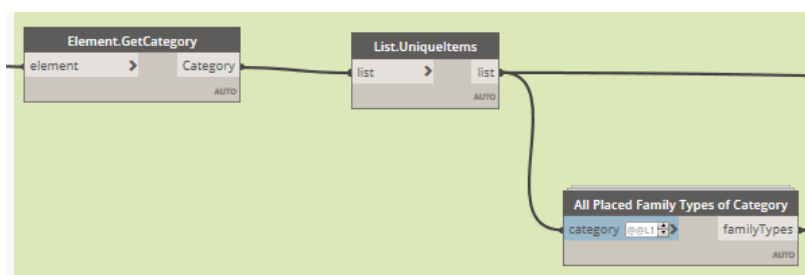 Element.GetCategory
element > Category
AUTO
List.UniqueItems
list > list
AUTO
All Placed Family Types of Category
category @@L1 > familyTypes
AUTO